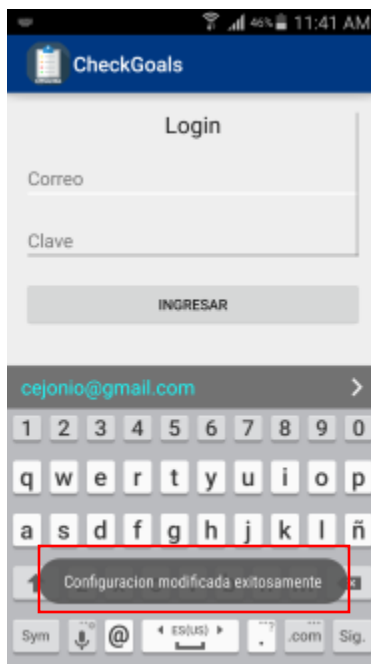 46% 11:41 AM
CheckGoals
Login
Correo
Clave
INGRESAR
cejonio@gmail.com
1 2 3 4 5 6 7 8 9 0
q w e r t y u i o p
a s d f g h j k l ñ
Configuracion modificada exitosamente
Sym @ ES(US) . ? .com Sig.